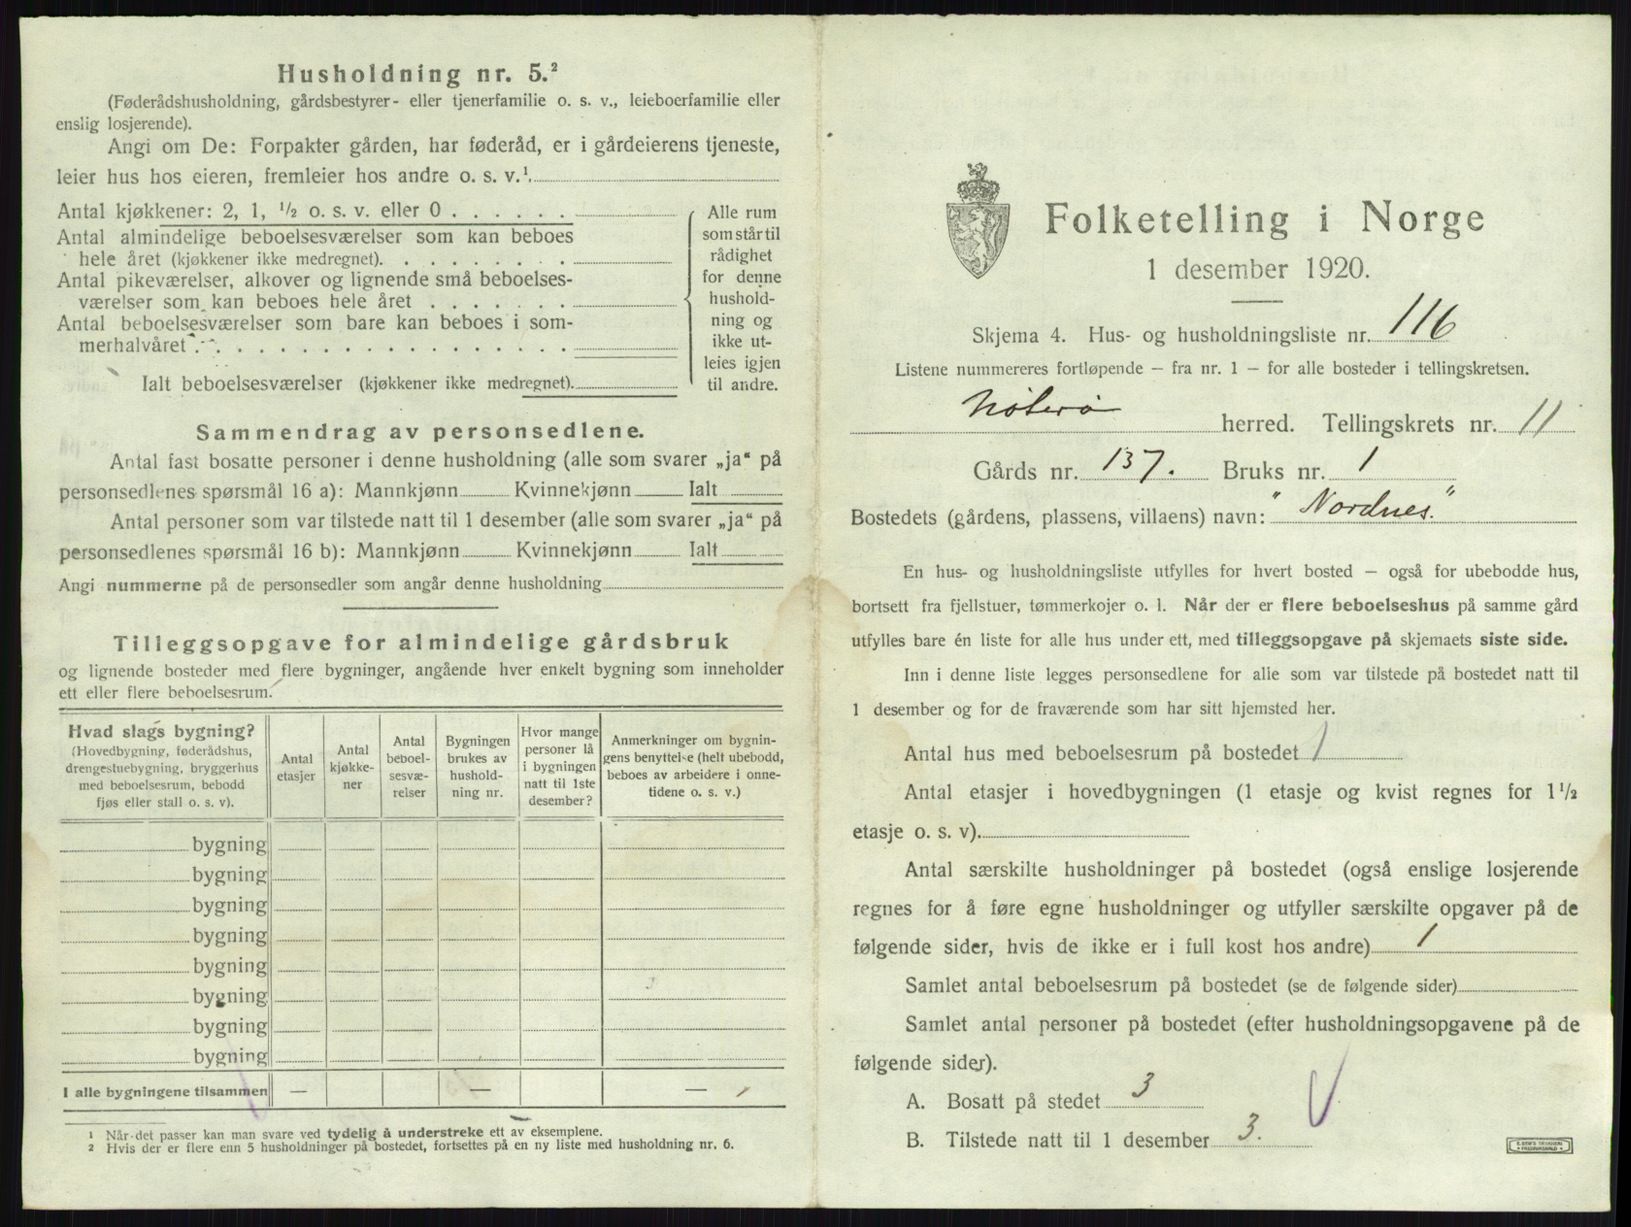 Husholdning nr. 5.²
(Føderådshusholdning, gårdsbestyrer- eller tjenerfamilie o. s. v., leieboerfamilie eller
enslig losjerende).
Angi om De: Forpakter gården, har føderåd, er i gårdeierens tjeneste,
leier hus hos eieren, fremleier hos andre o. s. v.¹.
Antal kjøkkener: 2, 1, ¹/₂ o. s. v. eller 0 . . . . . .
Antal almindelige beboelsesværelser som kan beboes
hele året (kjøkkener ikke medregnet). . . . . . . . .
Antal pikeværelser, alkover og lignende små beboelses-
værelser som kan beboes hele året . . . . . . .
Antal beboelsesværelser som bare kan beboes i som-
merhalvåret . . . . . . . . . . . . . . . . . .
Ialt beboelsesværelser (kjøkkener ikke medregnet).
Alle rum
som står til
rådighet
for denne
hushold-
ning og
ikke ut-
leies igjen
til andre.
Sammendrag av personsedlene.
Antal fast bosatte personer i denne husholdning (alle som svarer „ja“ på
personsedlenes spørsmål 16 a): Mannkjønn Kvinnekjønn Ialt
Antal personer som var tilstede natt til 1 desember (alle som svarer „ja“ på
personsedlenes spørsmål 16 b): Mannkjønn Kvinnekjønn Ialt
Angi nummerne på de personsedler som angår denne husholdning
Tilleggsopgave for almindelige gårdsbruk
og lignende bosteder med flere bygninger, angående hver enkelt bygning som inneholder
ett eller flere beboelsesrum.
Hvad slags bygning?
(Hovedbygning, føderådshus,
drengestuebygning, bryggerhus
med beboelsesrum, bebodd
fjøs eller stall o. s. v).
Antal
etasjer
Antal
kjøkke-
ner
Antal
beboel-
sesvæ-
relser
Bygningen
brukes av
hushold-
ning nr.
Hvor mange
personer lå
i bygningen
natt til 1ste
desember?
Anmerkninger om bygnin-
gens benyttelse (helt ubebodd,
beboes av arbeidere i onne-
tidene o. s. v.)
bygning
bygning
bygning
bygning
bygning
bygning
bygning
bygning
I alle bygningene tilsammen — — —
¹ Når det passer kan man svare ved tydelig å understreke ett av eksemplene.
² Hvis der er flere enn 5 husholdninger på bostedet, fortsettes på en ny liste med husholdning nr. 6.
Folketelling i Norge
1 desember 1920.
Skjema 4. Hus- og husholdningsliste nr. 116
Listene nummereres fortløpende — fra nr. 1 — for alle bosteder i tellingskretsen.
Nøterø herred. Tellingskrets nr. 11
Gårds nr. 137. Bruks nr. 1
Bostedets (gårdens, plassens, villaens) navn: "Nordnes."
En hus- og husholdningsliste utfylles for hvert bosted — også for ubebodde hus,
bortsett fra fjellstuer, tømmerkojer o. l. Når der er flere beboelseshus på samme gård
utfylles bare én liste for alle hus under ett, med tilleggsopgave på skjemaets siste side.
Inn i denne liste legges personsedlene for alle som var tilstede på bostedet natt til
1 desember og for de fraværende som har sitt hjemsted her.
Antal hus med beboelsesrum på bostedet 1
Antal etasjer i hovedbygningen (1 etasje og kvist regnes for 1 ¹/₂
etasje o. s. v).
Antal særskilte husholdninger på bostedet (også enslige losjerende
regnes for å føre egne husholdninger og utfyller særskilte opgaver på de
følgende sider, hvis de ikke er i full kost hos andre) 1
Samlet antal beboelsesrum på bostedet (se de følgende sider)
Samlet antal personer på bostedet (efter husholdningsopgavene på de
følgende sider).
A. Bosatt på stedet 3
B. Tilstede natt til 1 desember 3.